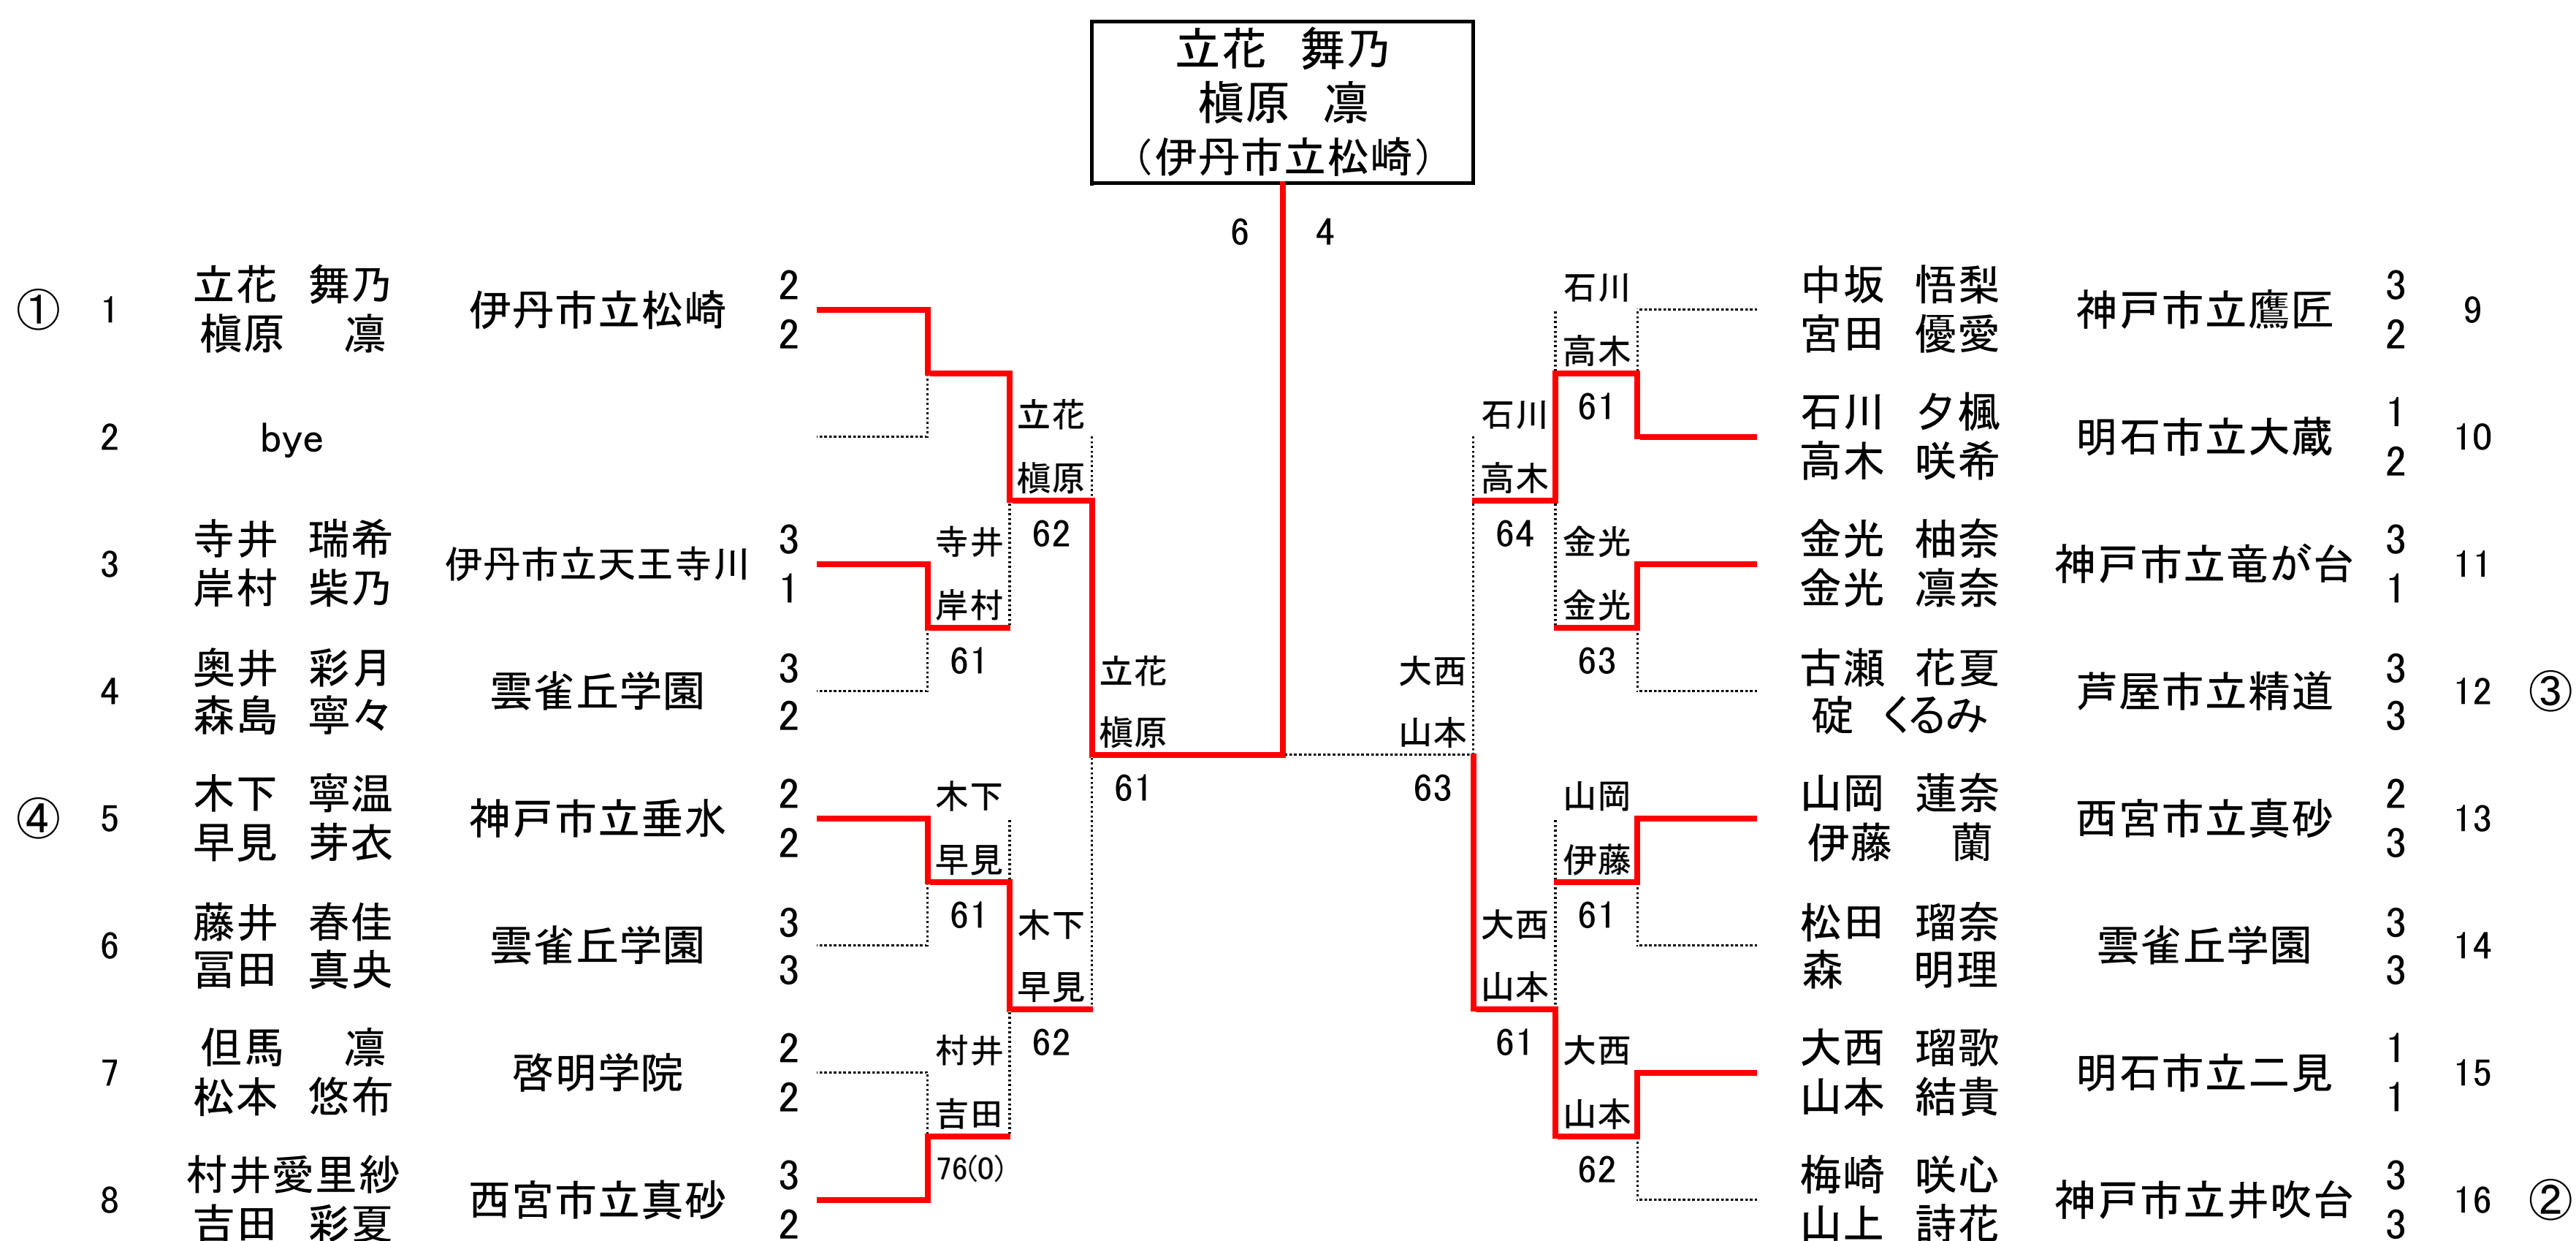 立花 舞乃
槇原 凛
（伊丹市立松崎）
6 4
① 1 立花 舞乃 槇原 凛 伊丹市立松崎 2 2
2 bye
3 寺井 瑞希 岸村 柴乃 伊丹市立天王寺川 3 1
4 奥井 彩月 森島 寧々 雲雀丘学園 3 2
④ 5 木下 寧温 早見 芽衣 神戸市立垂水 2 2
6 藤井 春佳 冨田 真央 雲雀丘学園 3 3
7 但馬 凛 松本 悠布 啓明学院 2 2
8 村井愛里紗 吉田 彩夏 西宮市立真砂 3 2
寺井
岸村
61
木下
早見
61
村井
吉田
76(0)
立花
槇原
62
木下
早見
62
立花
槇原
61
大西
山本
63
石川
高木
64
大西
山本
61
石川
高木
61
金光
金光
63
山岡
伊藤
61
大西
山本
62
中坂 悟梨 宮田 優愛 神戸市立鷹匠 3 2 9
石川 夕楓 高木 咲希 明石市立大蔵 1 2 10
金光 柚奈 金光 凛奈 神戸市立竜が台 3 1 11
古瀬 花夏 碇 くるみ 芦屋市立精道 3 3 12 ③
山岡 蓮奈 伊藤 蘭 西宮市立真砂 2 3 13
松田 瑠奈 森 明理 雲雀丘学園 3 3 14
大西 瑠歌 山本 結貴 明石市立二見 1 1 15
梅崎 咲心 山上 詩花 神戸市立井吹台 3 3 16 ②